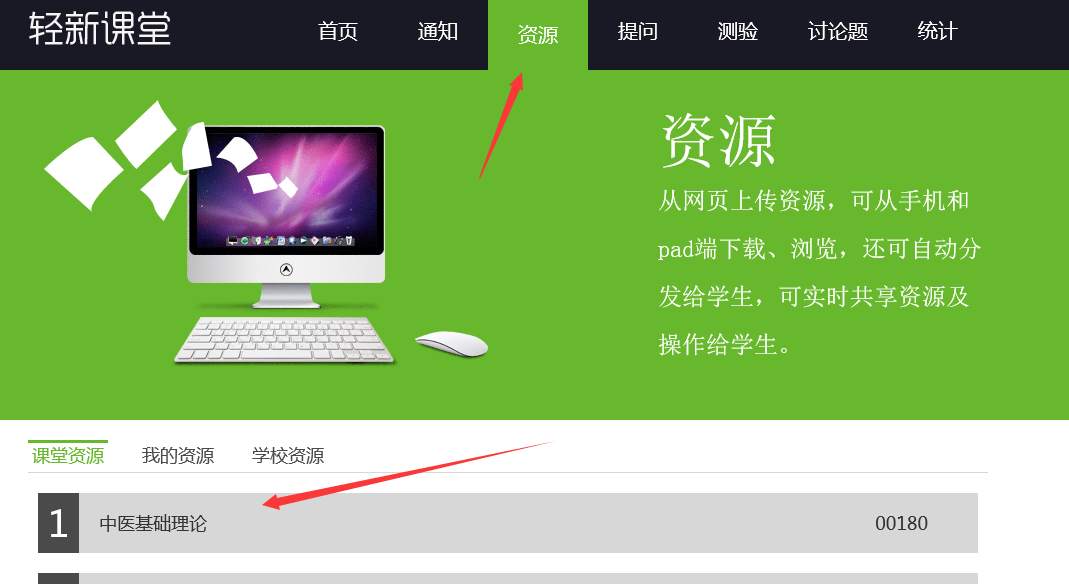 轻新课堂
首页 通知 资源 提问 测验 讨论题 统计
资源
从网页上传资源，可从手机和
pad端下载、浏览，还可自动分
发给学生，可实时共享资源及
操作给学生。
课堂资源 我的资源 学校资源
1 中医基础理论 00180